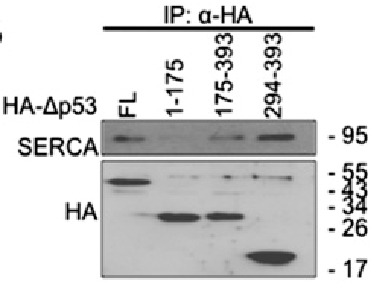 IP: α-HA
HA-Δp53 FL 1-175 175-393 294-393
SERCA - 95
HA
- 55
- 43
- 34
- 26
- 17